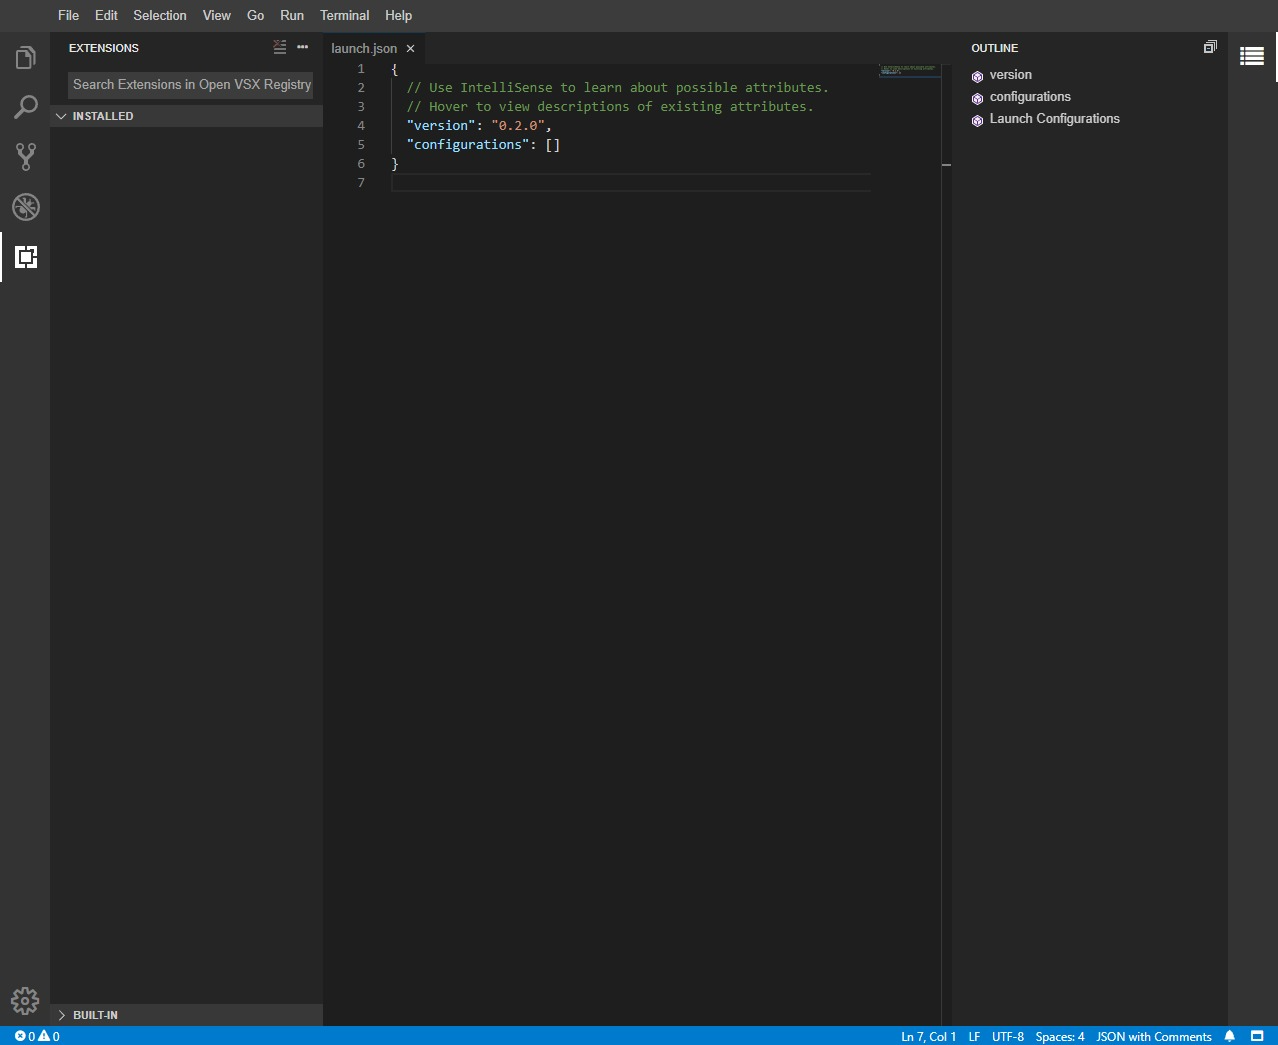 File Edit Selection View Go Run Terminal Help
EXTENSIONS
Search Extensions in Open VSX Registry
INSTALLED
BUILT-IN
launch.json
1 {
2 // Use IntelliSense to learn about possible attributes.
3 // Hover to view descriptions of existing attributes.
4 "version": "0.2.0",
5 "configurations": []
6 }
7
OUTLINE
version
configurations
Launch Configurations
0 0 Ln 7, Col 1 LF UTF-8 Spaces: 4 JSON with Comments